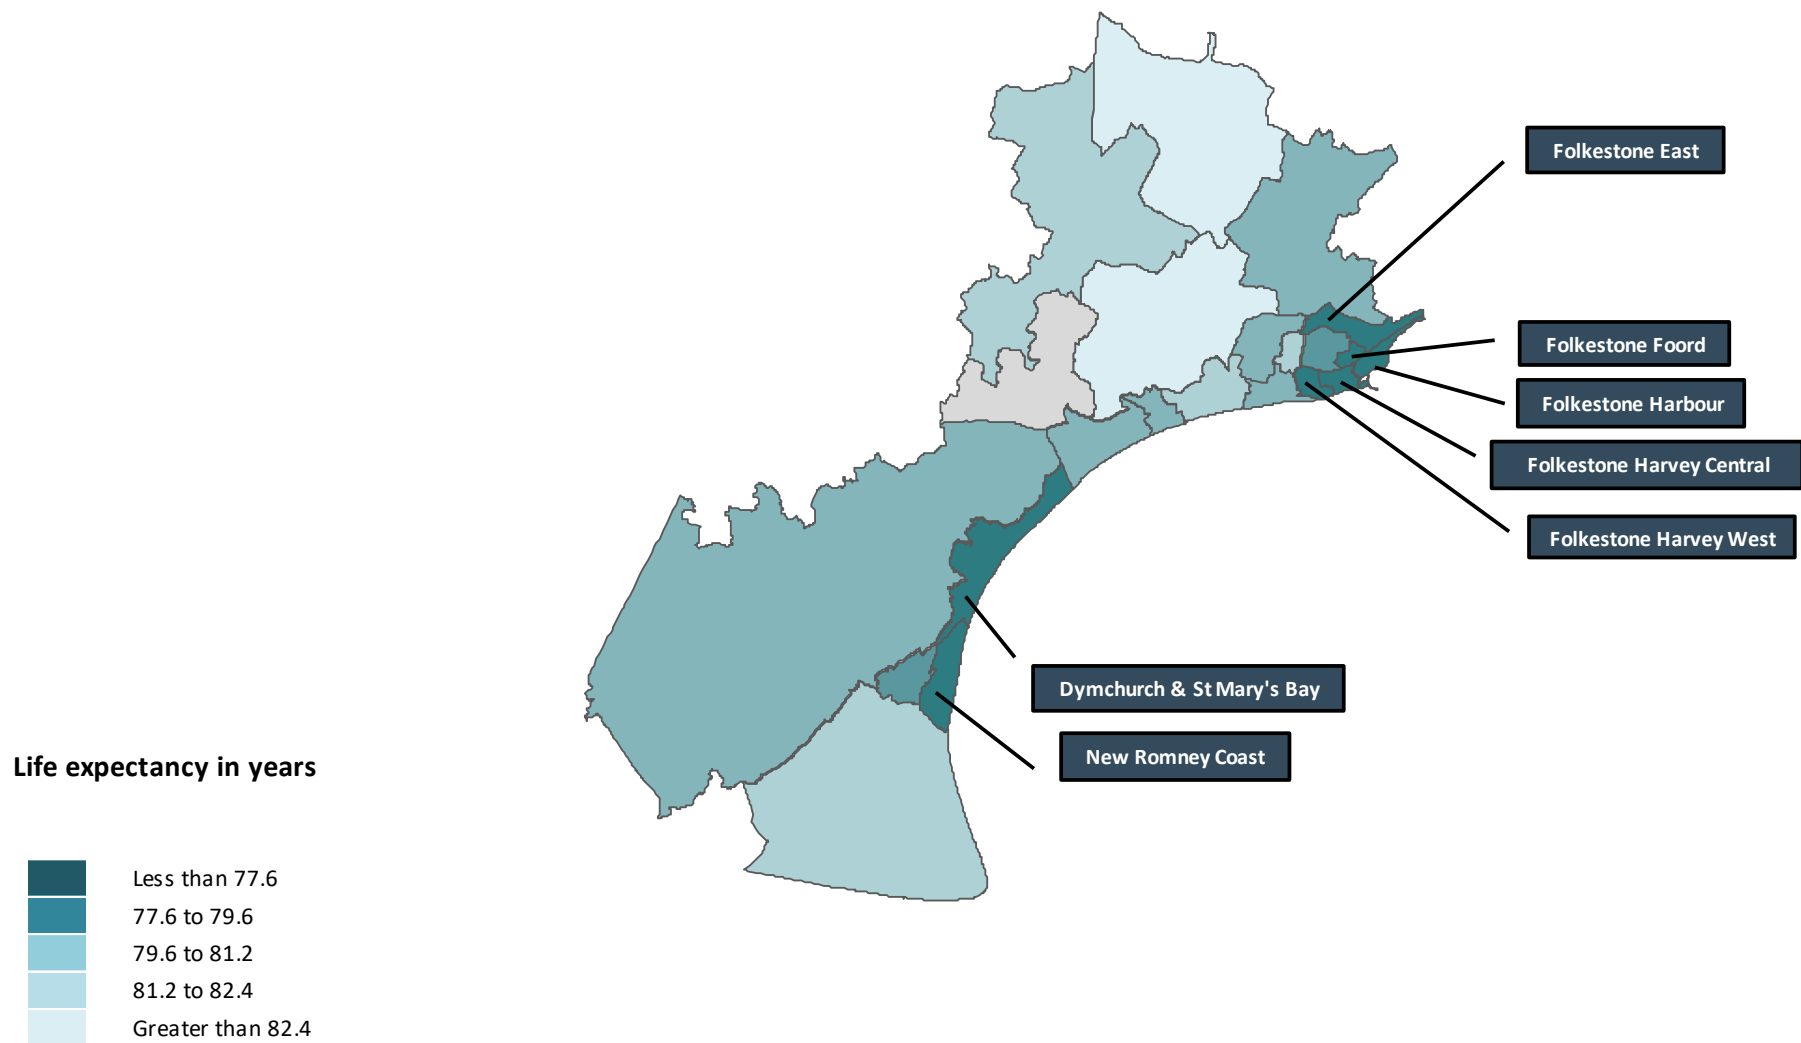 Folkestone East
Folkestone Foord
Folkestone Harbour
Folkestone Harvey Central
Folkestone Harvey West
Dymchurch & St Mary's Bay
New Romney Coast
Life expectancy in years
Less than 77.6
77.6 to 79.6
79.6 to 81.2
81.2 to 82.4
Greater than 82.4